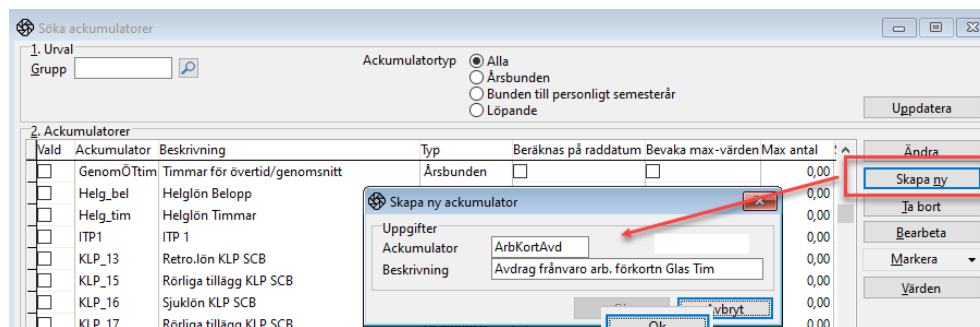 Söka ackumulatorer
1. Urval
Grupp
Ackumulatortyp Alla
Årsbunden
Bunden till personligt semesterår
Löpande
Uppdatera
2. Ackumulatorer
Vald Ackumulator Beskrivning Typ Beräknas på raddatum Bevaka max-värden Max antal
GenomÖTtim Timmar för övertid/genomsnitt Årsbunden 0,00
Helg_bel Helglön Belopp 0,00
Helg_tim Helglön Timmar 0,00
ITP1 ITP 1 0,00
KLP_13 Retro.lön KLP SCB 0,00
KLP_15 Rörliga tillägg KLP SCB 0,00
KLP_16 Sjuklön KLP SCB 0,00
KLP_17 Rörliga tillägg KLP SCB 0,00
Ändra
Skapa ny
Ta bort
Bearbeta
Markera
Värden
Skapa ny ackumulator
Uppgifter
Ackumulator ArbKortAvd
Beskrivning Avdrag frånvaro arb. förkortn Glas Tim
Avbryt
Ok